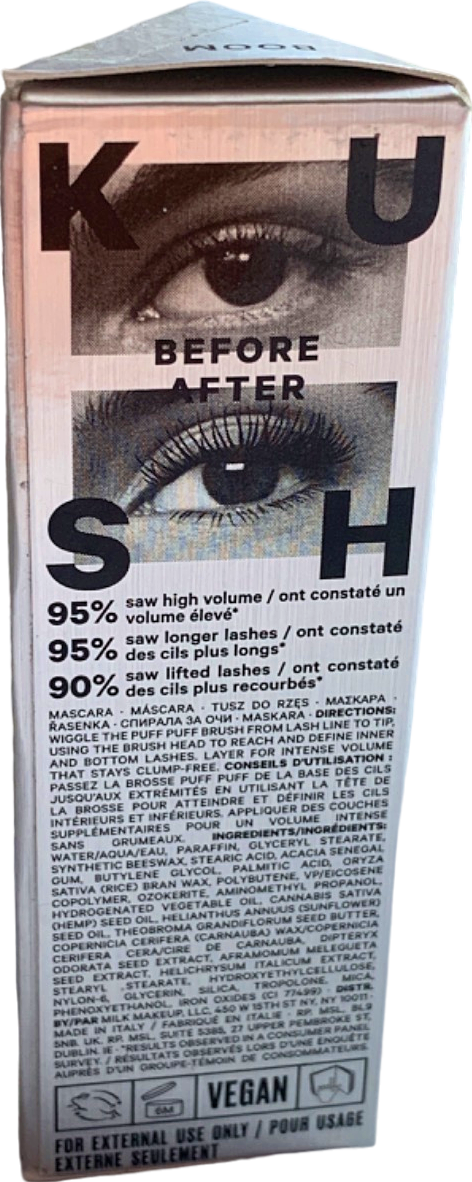 BOOM
K U
BEFORE
AFTER
S H
95% saw high volume / ont constaté un
volume élevé*
95% saw longer lashes / ont constaté
des cils plus longs*
90% saw lifted lashes / ont constaté
des cils plus recourbés*
MASCARA · MÁSCARA · TUSZ DO RZĘS · ΜΑΣΚΑΡΑ ·
ŘASENKA · СПИРАЛА ЗА ОЧИ · MASKARA · DIRECTIONS:
WIGGLE THE PUFF PUFF BRUSH FROM LASH LINE TO TIP,
USING THE BRUSH HEAD TO REACH AND DEFINE INNER
AND BOTTOM LASHES. LAYER FOR INTENSE VOLUME
THAT STAYS CLUMP-FREE. CONSEILS D'UTILISATION :
PASSEZ LA BROSSE PUFF PUFF DE LA BASE DES CILS
JUSQU'AUX EXTRÉMITÉS EN UTILISANT LA TÊTE DE
LA BROSSE POUR ATTEINDRE ET DÉFINIR LES CILS
INTÉRIEURS ET INFÉRIEURS. APPLIQUER DES COUCHES
SUPPLÉMENTAIRES POUR UN VOLUME INTENSE
SANS GRUMEAUX. INGREDIENTS/INGRÉDIENTS:
WATER/AQUA/EAU, PARAFFIN, GLYCERYL STEARATE,
SYNTHETIC BEESWAX, STEARIC ACID, ACACIA SENEGAL
GUM, BUTYLENE GLYCOL, PALMITIC ACID, ORYZA
SATIVA (RICE) BRAN WAX, POLYBUTENE, VP/EICOSENE
COPOLYMER, OZOKERITE, AMINOMETHYL PROPANOL,
HYDROGENATED VEGETABLE OIL, CANNABIS SATIVA
(HEMP) SEED OIL, HELIANTHUS ANNUUS (SUNFLOWER)
SEED OIL, THEOBROMA GRANDIFLORUM SEED BUTTER,
COPERNICIA CERIFERA (CARNAUBA) WAX/COPERNICIA
CERIFERA CERA/CIRE DE CARNAUBA, DIPTERYX
ODORATA SEED EXTRACT, AFRAMOMUM MELEGUETA
SEED EXTRACT, HELICHRYSUM ITALICUM EXTRACT,
STEARYL STEARATE, HYDROXYETHYLCELLULOSE,
NYLON-6, GLYCERIN, SILICA, TROPOLONE, MICA,
PHENOXYETHANOL, IRON OXIDES (CI 77499) · DISTR.
BY/PAR MILK MAKEUP, LLC, 450 W 15TH ST NY, NY 10011 ·
MADE IN ITALY / FABRIQUÉ EN ITALIE · RP. MSL, BL9
5NB, UK. RP. MSL, SUITE 5385, 27 UPPER PEMBROKE ST,
DUBLIN. IE · *RESULTS OBSERVED IN A CONSUMER PANEL
SURVEY. / RÉSULTATS OBSERVÉS LORS D'UNE ENQUÊTE
AUPRÈS D'UN GROUPE-TÉMOIN DE CONSOMMATEURS.
6M VEGAN
FOR EXTERNAL USE ONLY / POUR USAGE
EXTERNE SEULEMENT